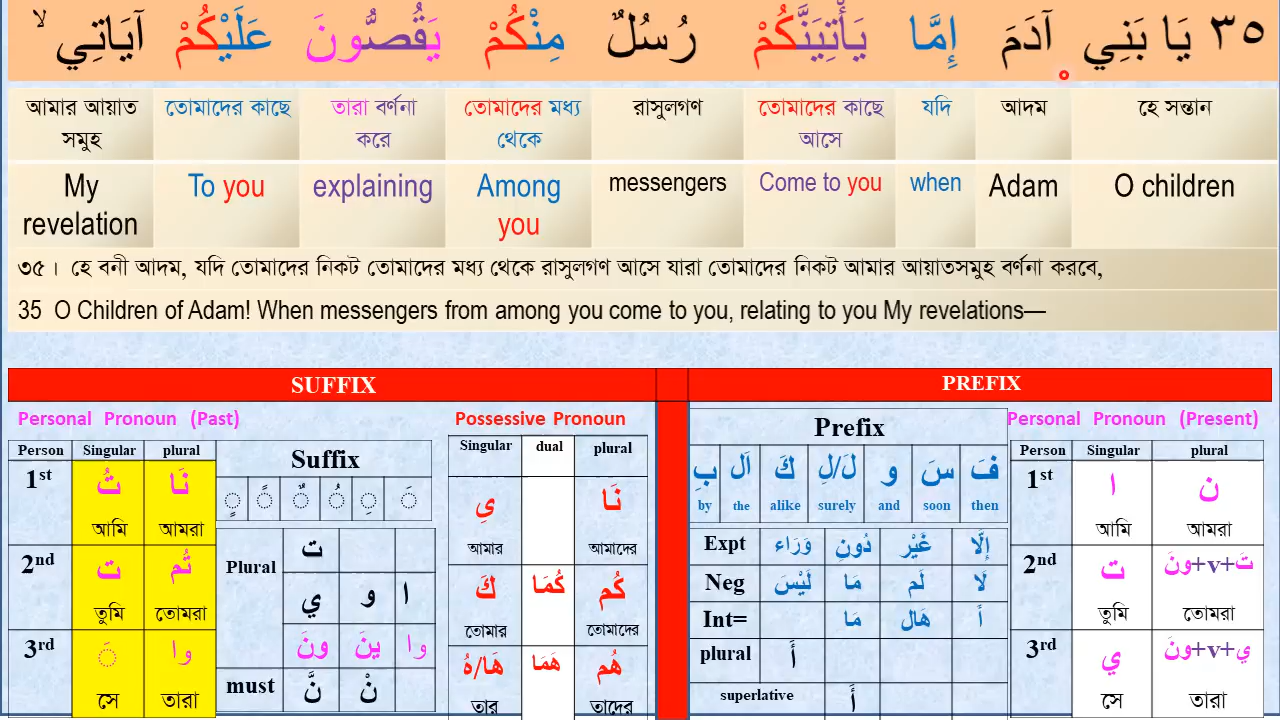 ٣٥ يَا بَنِي آدَمَ إِمَّا يَأْتِيَنَّكُمْ رُسُلٌ مِنْكُمْ يَقُصُّونَ عَلَيْكُمْ آيَاتِي ۙ
হে সন্তান আদম যদি তোমাদের কাছে আসে রাসুলগণ তোমাদের মধ্য থেকে তারা বর্ণনা করে তোমাদের কাছে আমার আয়াত সমুহ
O children Adam when Come to you messengers Among you explaining To you My revelation
৩৫। হে বনী আদম, যদি তোমাদের নিকট তোমাদের মধ্য থেকে রাসুলগণ আসে যারা তোমাদের নিকট আমার আয়াতসমুহ বর্ণনা করবে,
35 O Children of Adam! When messengers from among you come to you, relating to you My revelations—
SUFFIX
Personal Pronoun (Past)
Person Singular plural
1st تُ نَا
আমি আমরা
2nd ت تُم
তুমি তোমরা
3rd َ وا
সে তারা
Suffix
ٍ ً ٌ ُ ِ َ
Plural ت
ي و ا
ونَ ينَ وا
must نَّ نْ
Possessive Pronoun
Singular dual plural
يِ نَا
আমার আমাদের
كَ كُمَا كُم
তোমার তোমাদের
هَا/هُ هَمَا هُم
তার তাদের
PREFIX
Prefix
بِ اَل كَ لَ/لِ و سَ فَ
by the alike surely and soon then
Expt وَرَاء دُونِ غَيْر إِلَّا
Neg لَيْسَ مَا لَم لَا
Int= مَا هَال أَ
plural أَ
superlative أَ
Personal Pronoun (Present)
Person Singular plural
1st ا ن
আমি আমরা
2nd ت تَ+v+ونَ
তুমি তোমরা
3rd ي ي+v+ونَ
সে তারা